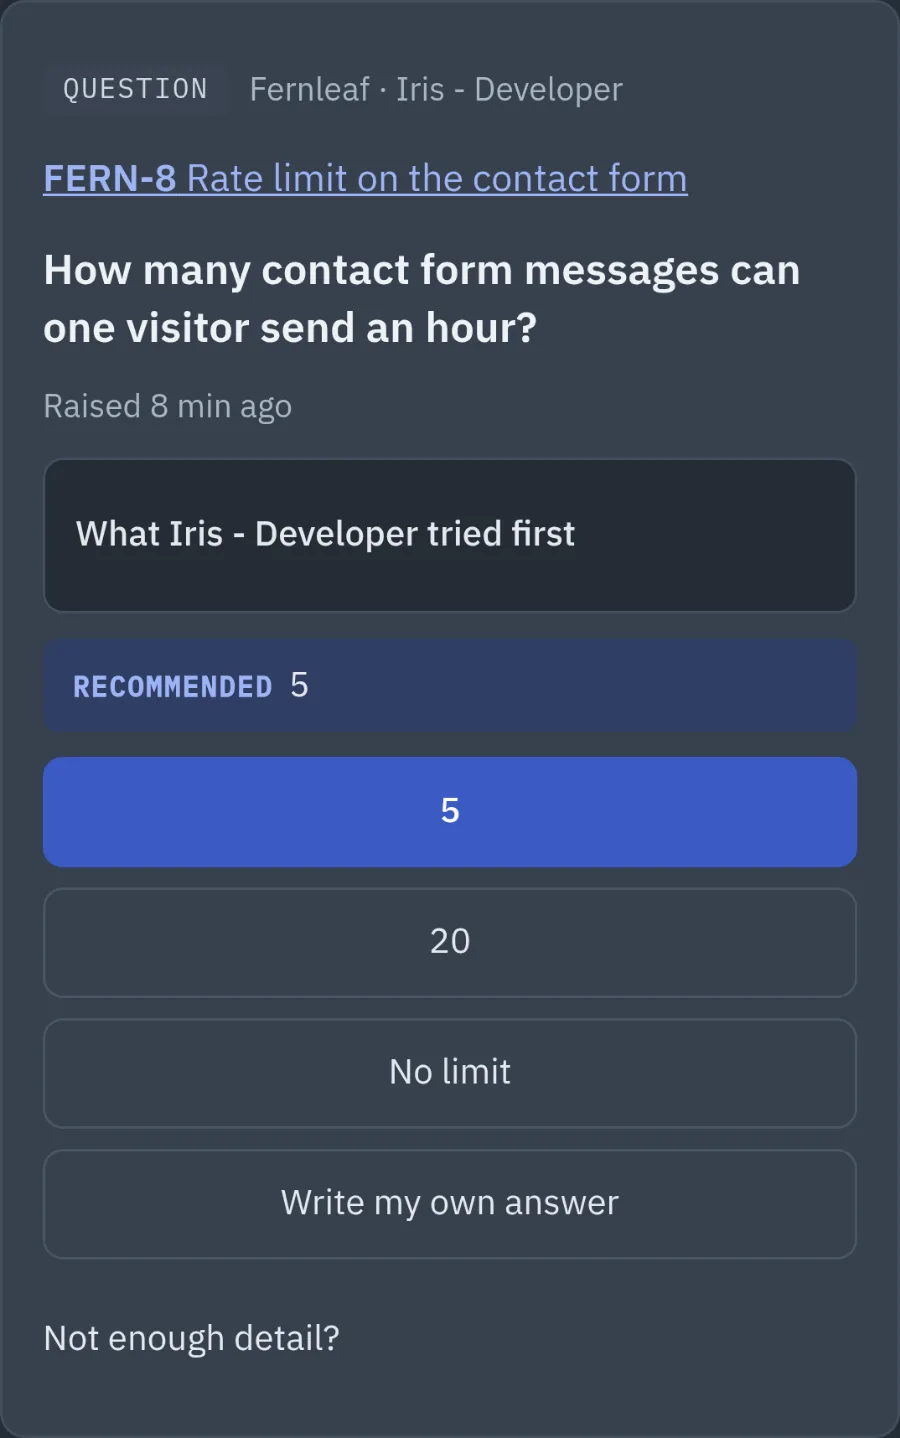 QUESTION Fernleaf · Iris - Developer
FERN-8 Rate limit on the contact form
How many contact form messages can
one visitor send an hour?
Raised 8 min ago
What Iris - Developer tried first
RECOMMENDED 5
5
20
No limit
Write my own answer
Not enough detail?